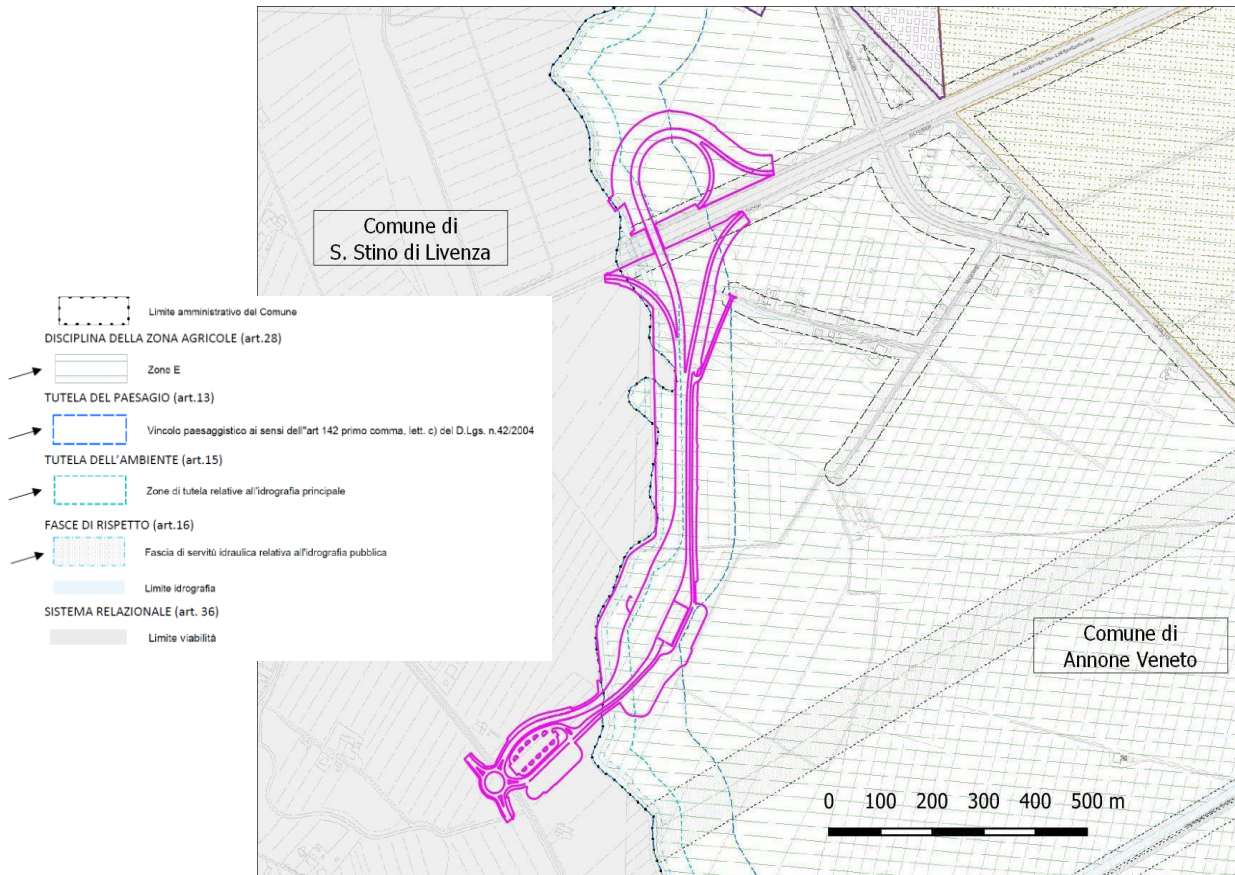 Comune di
S. Stino di Livenza
Limite amministrativo del Comune
DISCIPLINA DELLA ZONA AGRICOLE (art.28)
Zone E
TUTELA DEL PAESAGIO (art.13)
Vincolo paesaggistico ai sensi dell"art 142 primo comma, lett. c) del D.Lgs. n.42/2004
TUTELA DELL'AMBIENTE (art.15)
Zone di tutela relative all'idrografia principale
FASCE DI RISPETTO (art.16)
Fascia di servitù idraulica relativa all'idrografia pubblica
Limite idrografia
SISTEMA RELAZIONALE (art. 36)
Limite viabilità
Comune di
Annone Veneto
0 100 200 300 400 500 m